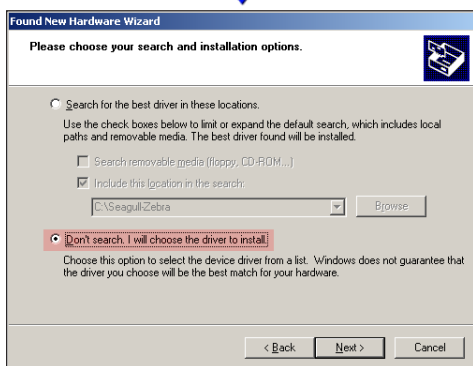 Found New Hardware Wizard
Please choose your search and installation options.
Search for the best driver in these locations.
Use the check boxes below to limit or expand the default search, which includes local
paths and removable media. The best driver found will be installed.
Search removable media (floppy, CD-ROM...)
Include this location in the search:
C:\Seagull-Zebra
Browse
Don't search. I will choose the driver to install.
Choose this option to select the device driver from a list. Windows does not guarantee that
the driver you choose will be the best match for your hardware.
< Back Next > Cancel